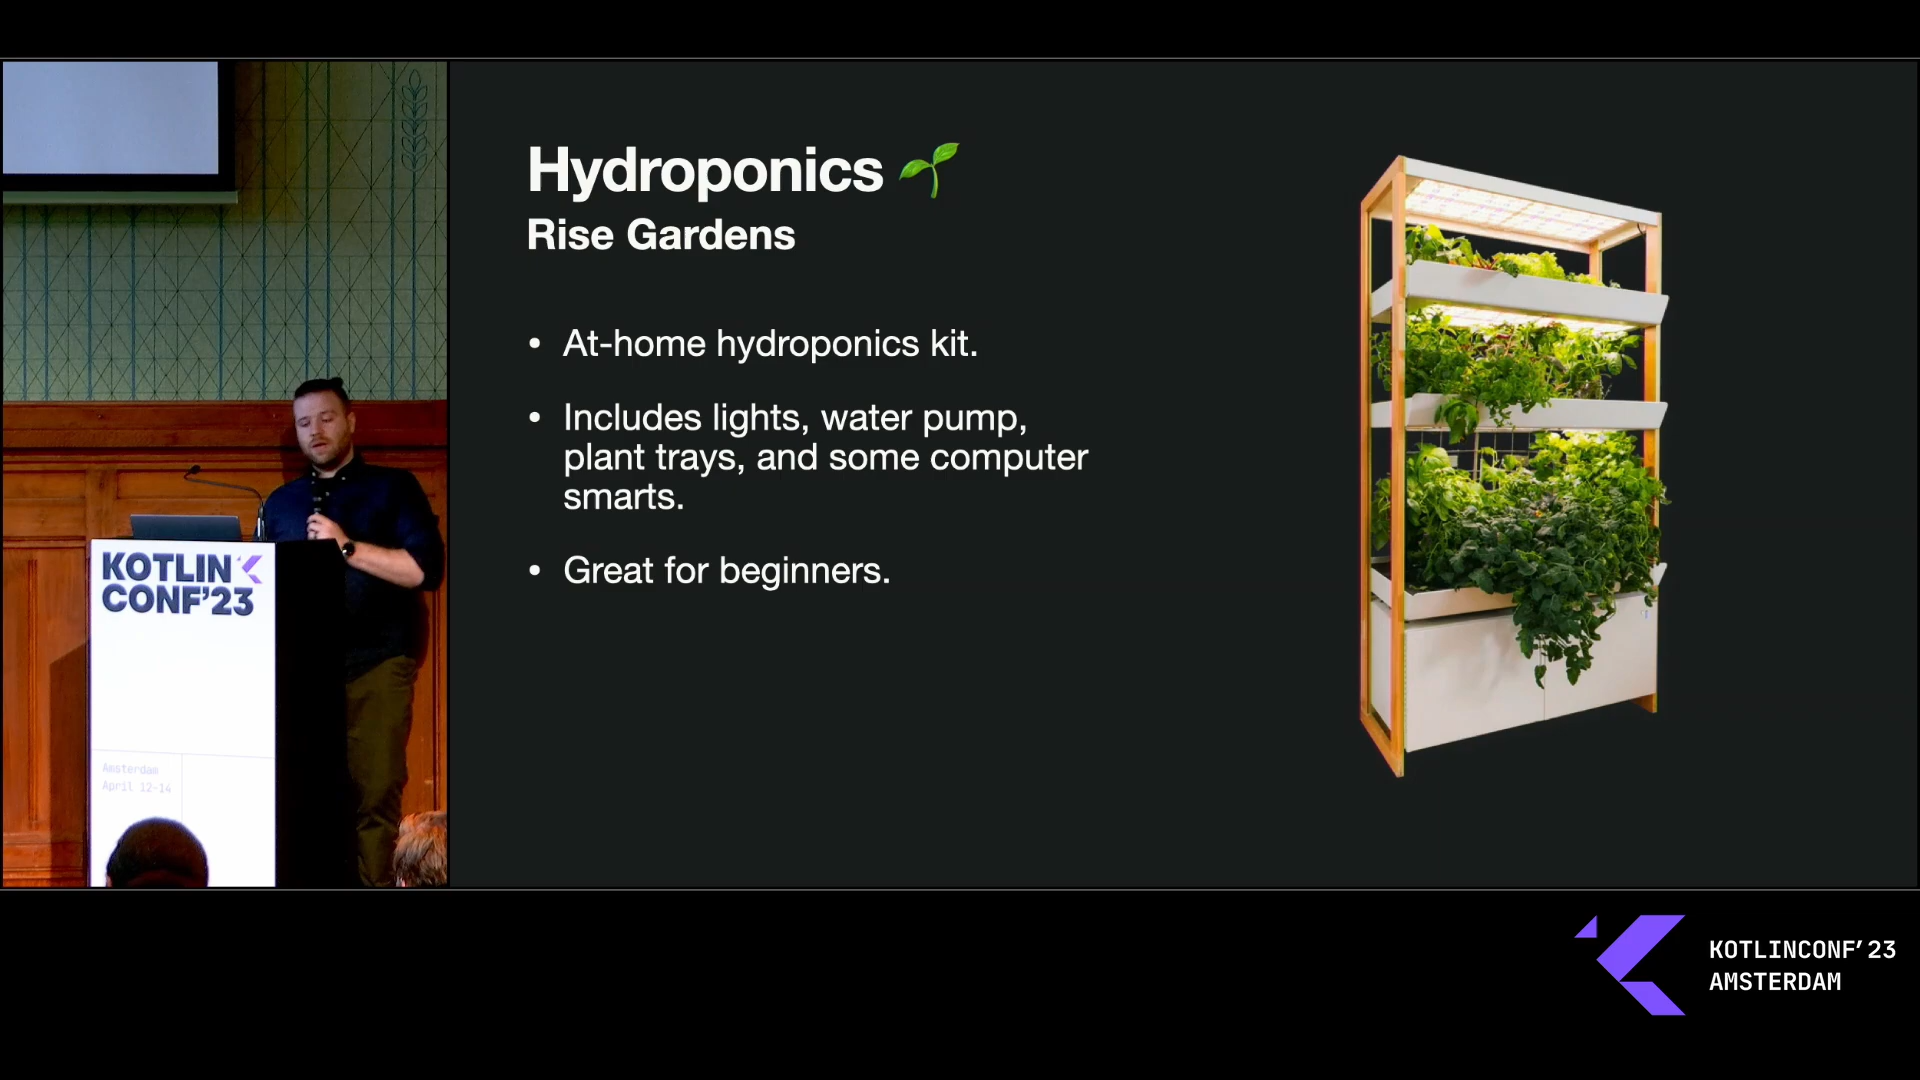 Hydroponics
Rise Gardens
• At-home hydroponics kit.
• Includes lights, water pump,
plant trays, and some computer
smarts.
• Great for beginners.
KOTLIN
CONF’23
Amsterdam
April 12-14
KOTLINCONF’23
AMSTERDAM